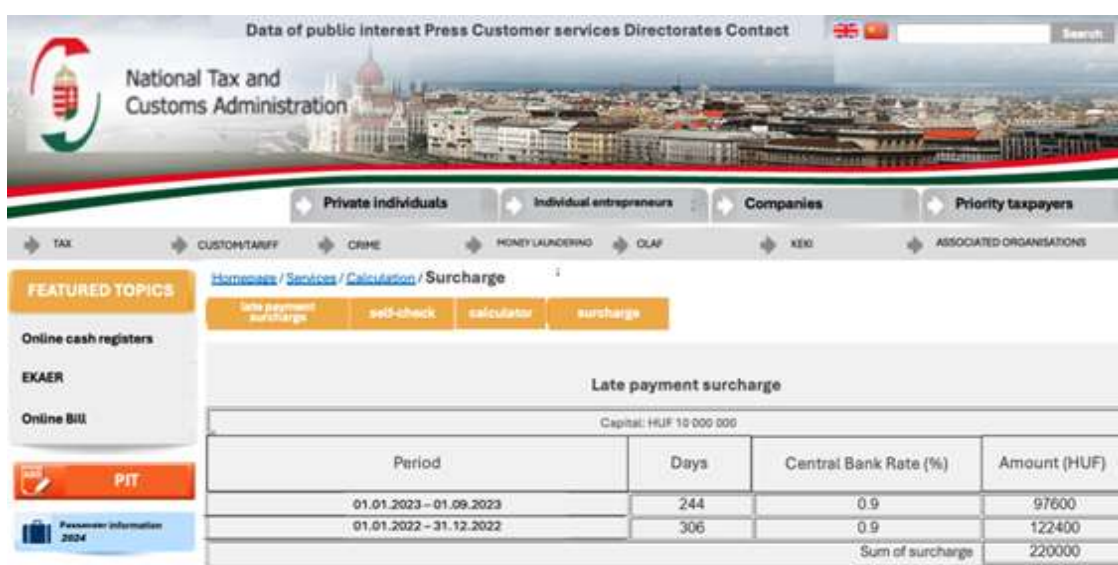 Data of public interest Press Customer services Directorates Contact
Search
National Tax and
Customs Administration
Private individuals
Individual entrepreneurs
Companies
Priority taxpayers
TAX
CUSTOM/TARIFF
CRIME
MONEY LAUNDERING
OLAF
KEKI
ASSOCIATED ORGANISATIONS
FEATURED TOPICS
Homepage / Services / Calculation / Surcharge
late payment
surcharge
self-check
calculator
surcharge
Online cash registers
EKAER
Online Bill
PIT
Passenger information
2024
Late payment surcharge
Capital: HUF 10 000 000
Period Days Central Bank Rate (%) Amount (HUF)
01.01.2023 – 01.09.2023 244 0.9 97600
01.01.2022 – 31.12.2022 306 0.9 122400
Sum of surcharge 220000